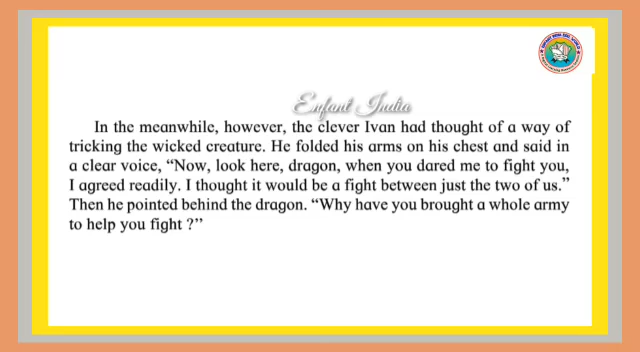 Enfant India
In the meanwhile, however, the clever Ivan had thought of a way of
tricking the wicked creature. He folded his arms on his chest and said in
a clear voice, “Now, look here, dragon, when you dared me to fight you,
I agreed readily. I thought it would be a fight between just the two of us.”
Then he pointed behind the dragon. “Why have you brought a whole army
to help you fight ?’’